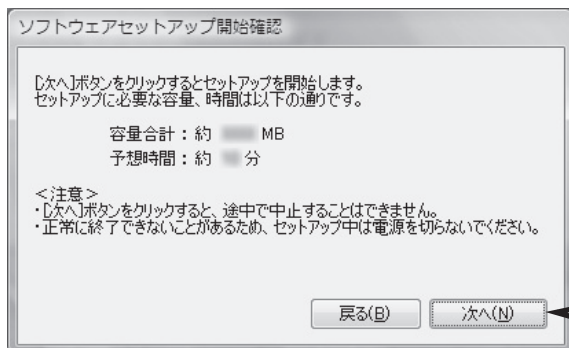 ソフトウェアセットアップ開始確認
[次へ]ボタンをクリックするとセットアップを開始します。
セットアップに必要な容量、時間は以下の通りです。
容量合計：約 MB
予想時間：約 分
＜注意＞
・[次へ]ボタンをクリックすると、途中で中止することはできません。
・正常に終了できないことがあるため、セットアップ中は電源を切らないでください。
戻る(B) 次へ(N)